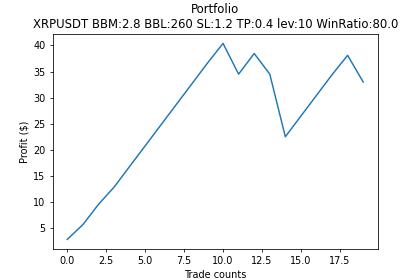 Portfolio
XRPUSDT BBM:2.8 BBL:260 SL:1.2 TP:0.4 lev:10 WinRatio:80.0
Profit ($)
40
35
30
25
20
15
10
5
0.0 2.5 5.0 7.5 10.0 12.5 15.0 17.5
Trade counts